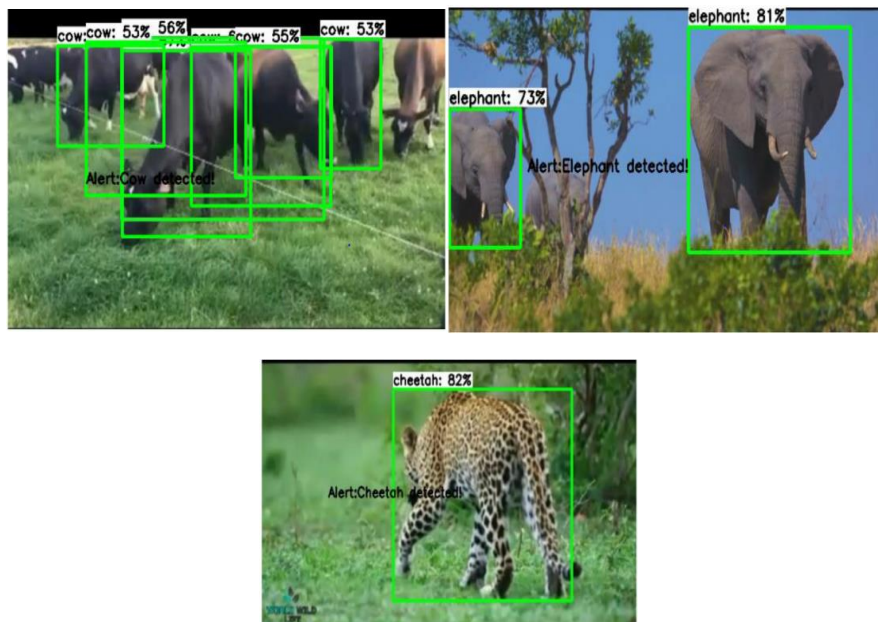 cow: cow: 53% 56% cow: 55% cow: 53%
Alert:Cow detected!
elephant: 81%
elephant: 73%
Alert:Elephant detected!
cheetah: 82%
Alert:Cheetah detected!
WILD